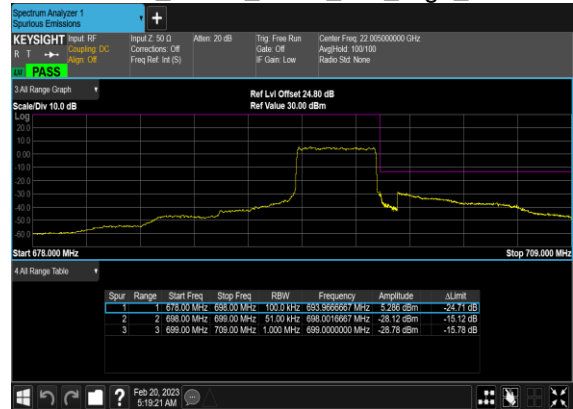 Spectrum Analyzer 1
Spurious Emissions
KEYSIGHT Input: RF Input Z: 50 Ω Atten: 20 dB Trig: Free Run Center Freq: 22.005000000 GHz
R T Coupling: DC Corrections: Off Gate: Off Avg|Hold: 100/100
Align: Off Freq Ref: Int (S) IF Gain: Low Radio Std: None
PASS
3 All Range Graph
Ref Lvl Offset 24.80 dB
Scale/Div 10.0 dB Ref Value 30.00 dBm
Log
20.0
10.0
0.00
-10.0
-20.0
-30.0
-40.0
-50.0
-60.0
Start 678.000 MHz Stop 709.000 MHz
4 All Range Table
Spur Range Start Freq Stop Freq RBW Frequency Amplitude ΔLimit
1 1 678.00 MHz 698.00 MHz 100.0 kHz 693.9666667 MHz 5.286 dBm -24.71 dB
2 2 698.00 MHz 699.00 MHz 51.00 kHz 698.0016667 MHz -28.12 dBm -15.12 dB
3 3 699.00 MHz 709.00 MHz 1.000 MHz 699.0000000 MHz -28.78 dBm -15.78 dB
? Feb 20, 2023
5:19:21 AM